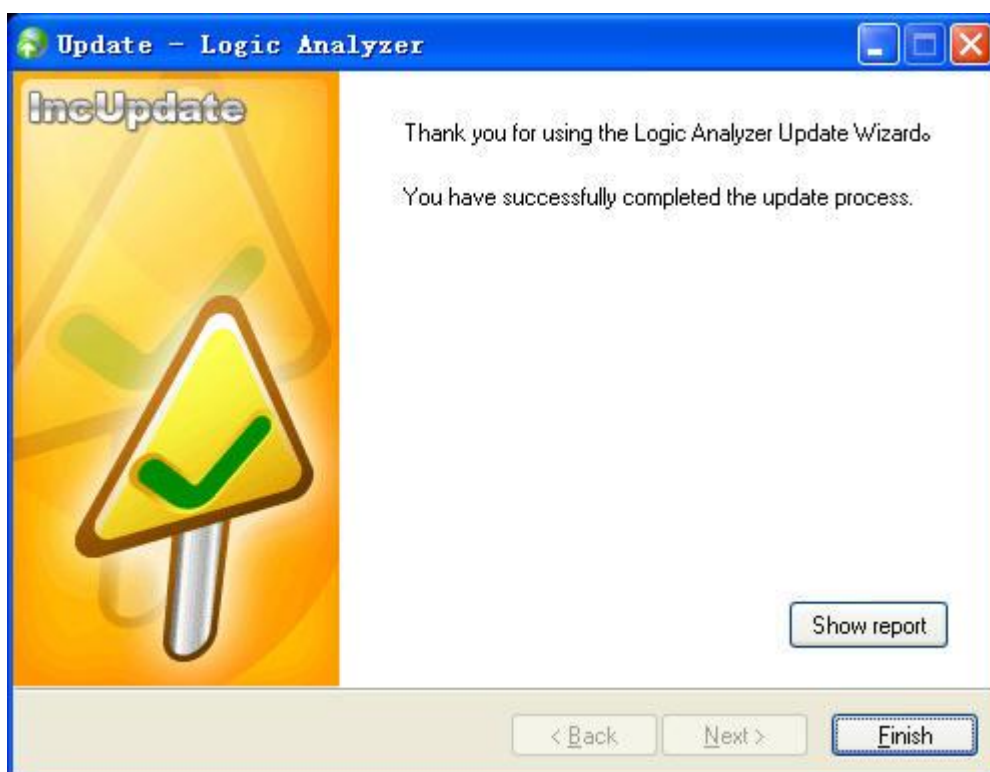 Update - Logic Analyzer
IncUpdate
Thank you for using the Logic Analyzer Update Wizard。
You have successfully completed the update process.
Show report
< Back
Next >
Finish